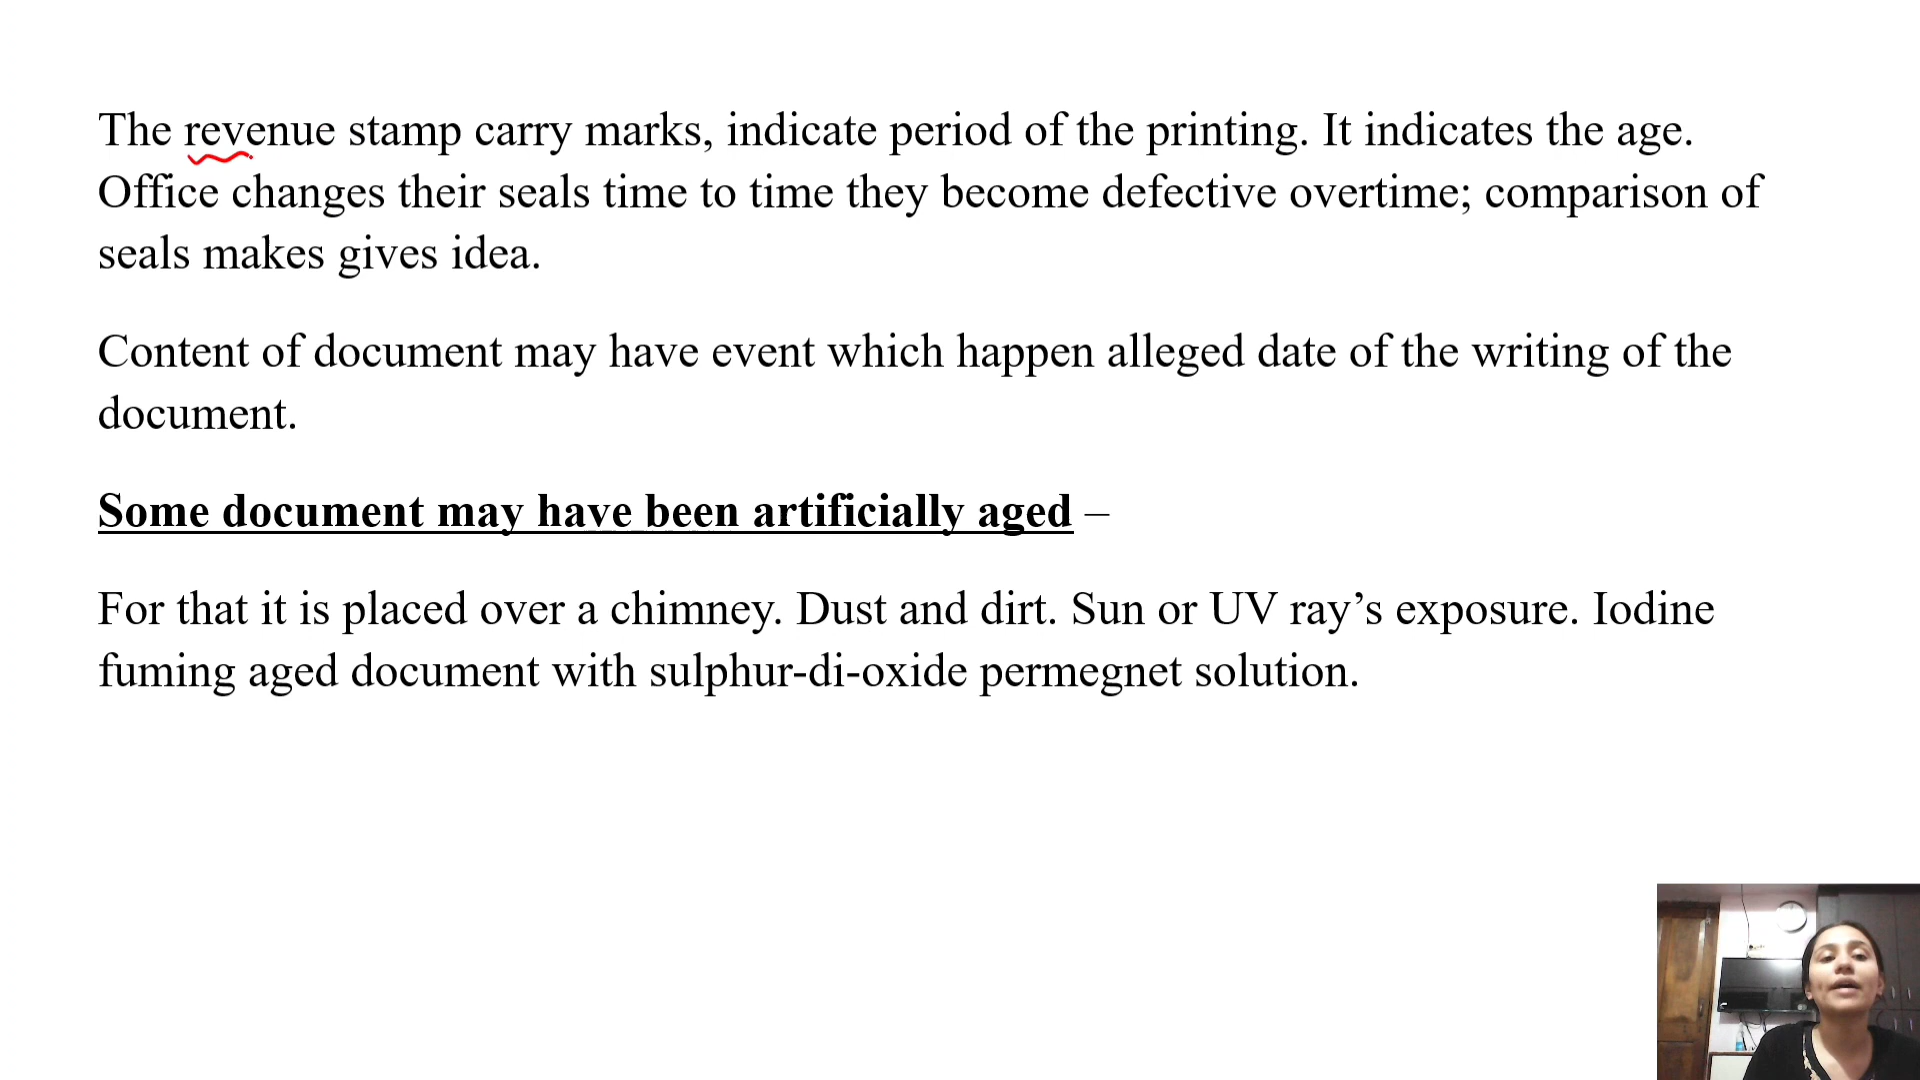 The revenue stamp carry marks, indicate period of the printing. It indicates the age.
Office changes their seals time to time they become defective overtime; comparison of
seals makes gives idea.
Content of document may have event which happen alleged date of the writing of the
document.
Some document may have been artificially aged –
For that it is placed over a chimney. Dust and dirt. Sun or UV ray’s exposure. Iodine
fuming aged document with sulphur-di-oxide permegnet solution.